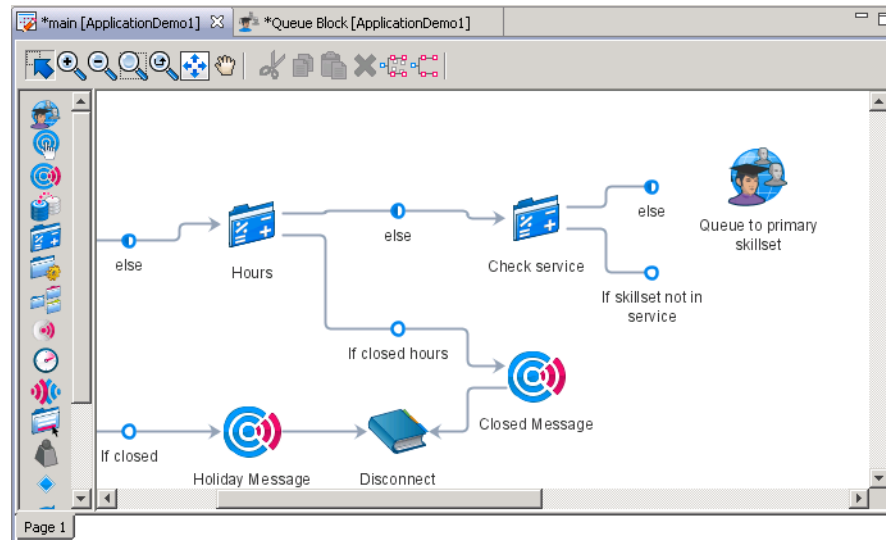 *main [ApplicationDemo1]
*Queue Block [ApplicationDemo1]
else
Queue to primary
skillset
else
else
Hours
Check service
If skillset not in
service
If closed hours
Closed Message
If closed
Holiday Message
Disconnect
Page 1